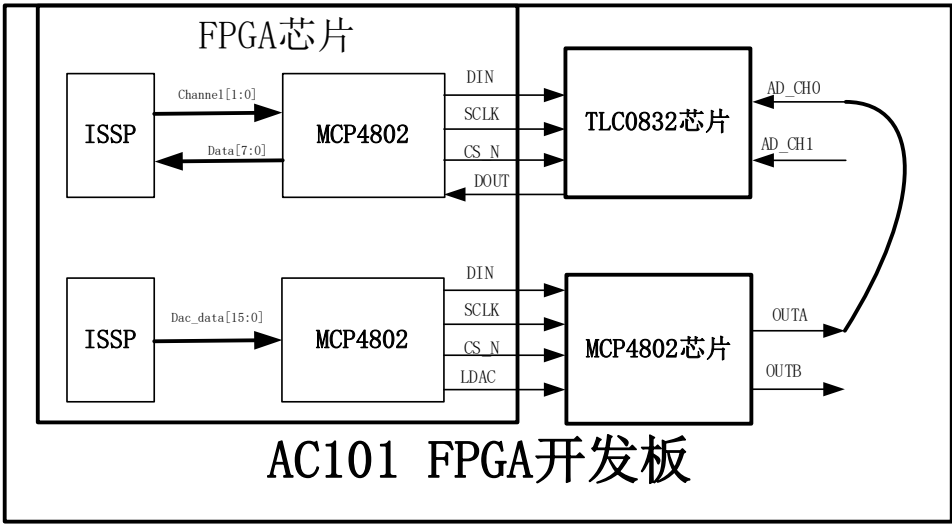 FPGA芯片
ISSP
Channel[1:0]
Data[7:0]
MCP4802
DIN
SCLK
CS_N
DOUT
TLC0832芯片
AD_CH0
AD_CH1
ISSP
Dac_data[15:0]
MCP4802
DIN
SCLK
CS_N
LDAC
MCP4802芯片
OUTA
OUTB
AC101 FPGA开发板